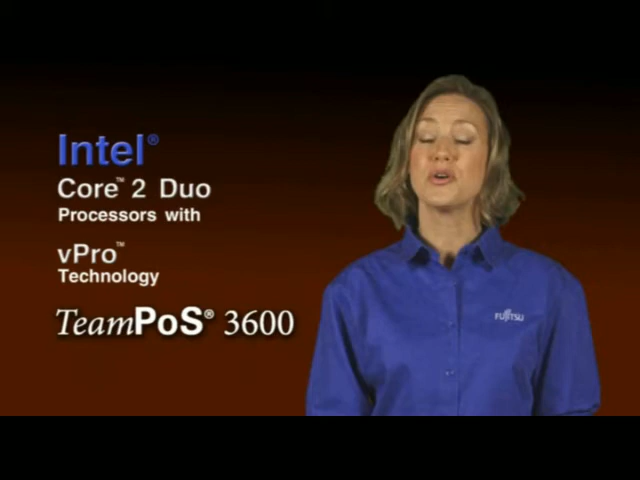 Intel®
Core™ 2 Duo
Processors with
vPro™
Technology
TeamPoS® 3600
FUJITSU